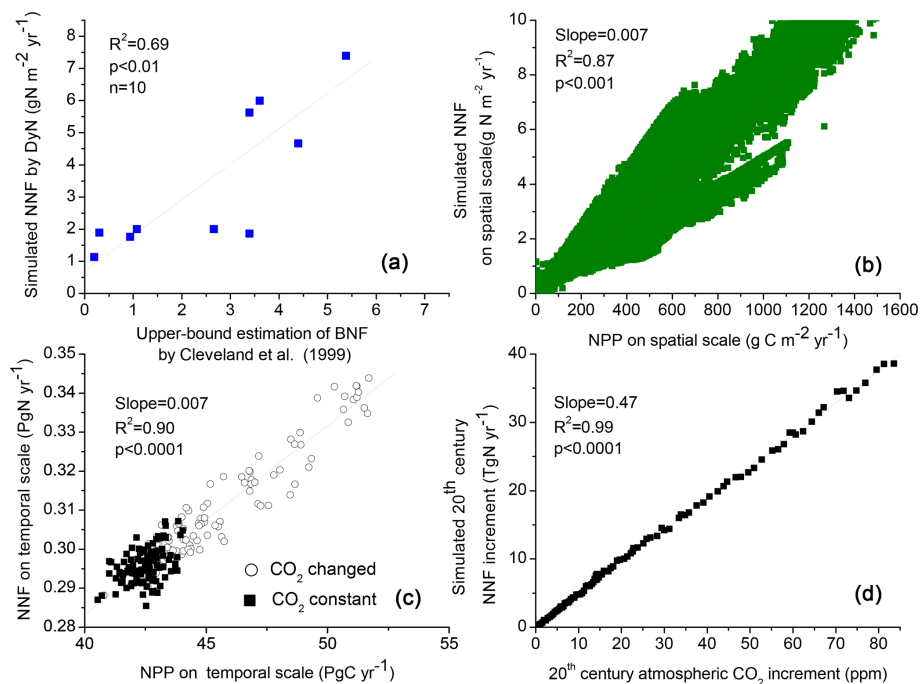 Simulated NNF by DyN (gN m⁻² yr⁻¹)
8
7
6
5
4
3
2
1
0
R²=0.69
p<0.01
n=10
(a)
0 1 2 3 4 5 6 7
Upper-bound estimation of BNF
by Cleveland et al. (1999)
Simulated NNF
on spatial scale(g N m⁻² yr⁻¹)
10
8
6
4
2
0
Slope=0.007
R²=0.87
p<0.001
(b)
0 200 400 600 800 1000 1200 1400 1600
NPP on spatial scale (g C m⁻² yr⁻¹)
NNF on temporal scale (PgN yr⁻¹)
0.35
0.34
0.33
0.32
0.31
0.30
0.29
0.28
Slope=0.007
R²=0.90
p<0.0001
CO₂ changed
CO₂ constant
(c)
40 45 50 55
NPP on temporal scale (PgC yr⁻¹)
Simulated 20th century
NNF increment (TgN yr⁻¹)
40
30
20
10
0
Slope=0.47
R²=0.99
p<0.0001
(d)
0 10 20 30 40 50 60 70 80
20th century atmospheric CO₂ increment (ppm)